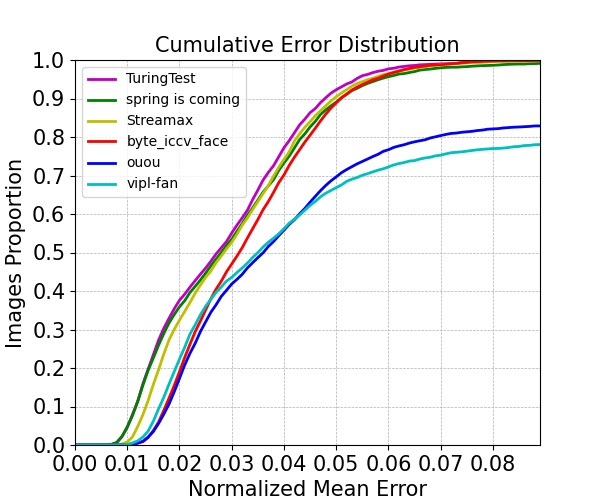 Cumulative Error Distribution
Images Proportion
1.0
0.9
0.8
0.7
0.6
0.5
0.4
0.3
0.2
0.1
0.0
TuringTest
spring is coming
Streamax
byte_iccv_face
ouou
vipl-fan
0.00 0.01 0.02 0.03 0.04 0.05 0.06 0.07 0.08
Normalized Mean Error